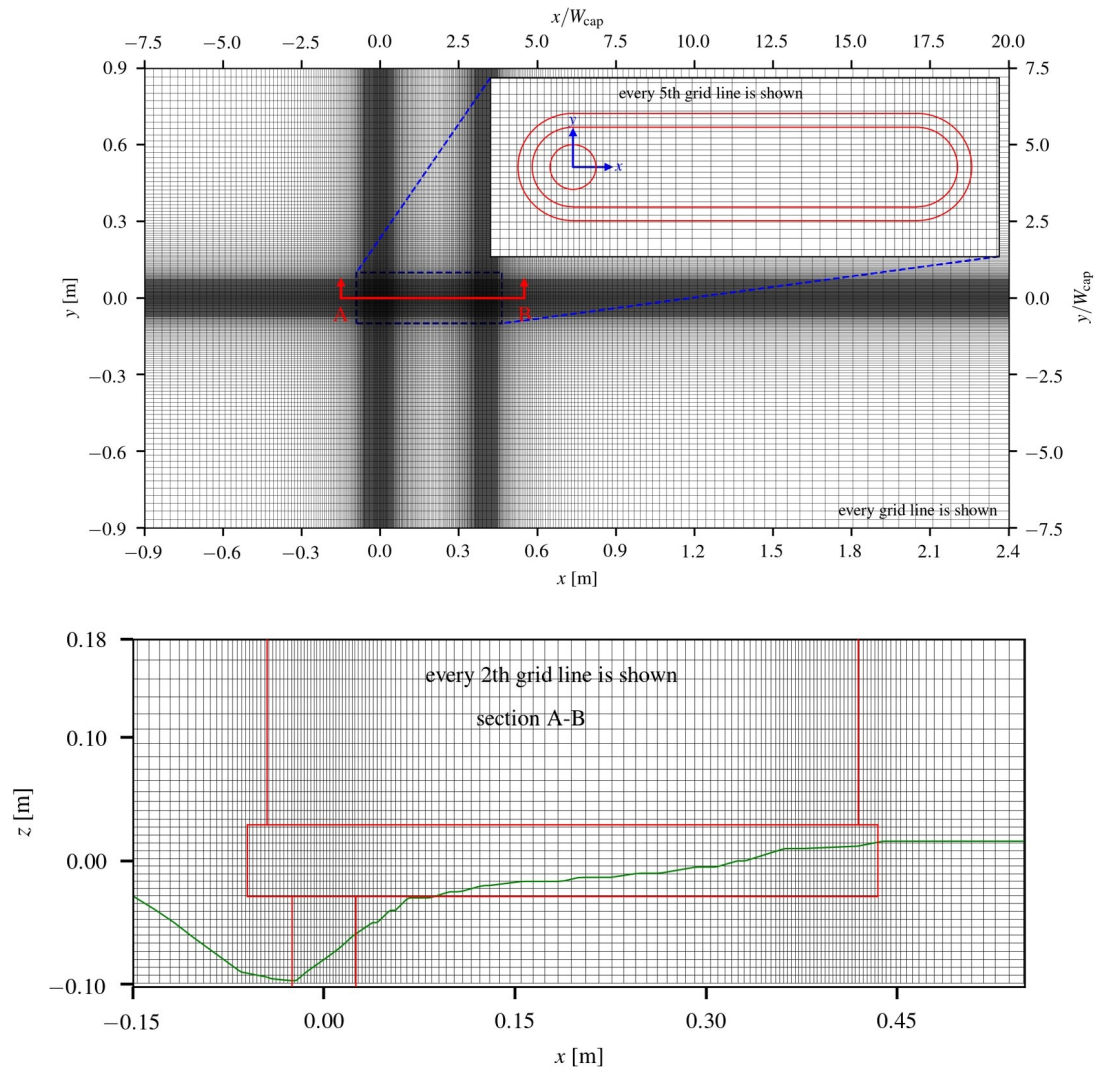 x/W_cap
−7.5 −5.0 −2.5 0.0 2.5 5.0 7.5 10.0 12.5 15.0 17.5 20.0
0.9 7.5
every 5th grid line is shown
y
x
0.6 5.0
0.3 2.5
y [m] 0.0 0.0 y/W_cap
A B
−0.3 −2.5
−0.6 −5.0
every grid line is shown
−0.9 −7.5
−0.9 −0.6 −0.3 0.0 0.3 0.6 0.9 1.2 1.5 1.8 2.1 2.4
x [m]
0.18
every 2th grid line is shown
section A-B
0.10
z [m]
0.00
−0.10
−0.15 0.00 0.15 0.30 0.45
x [m]